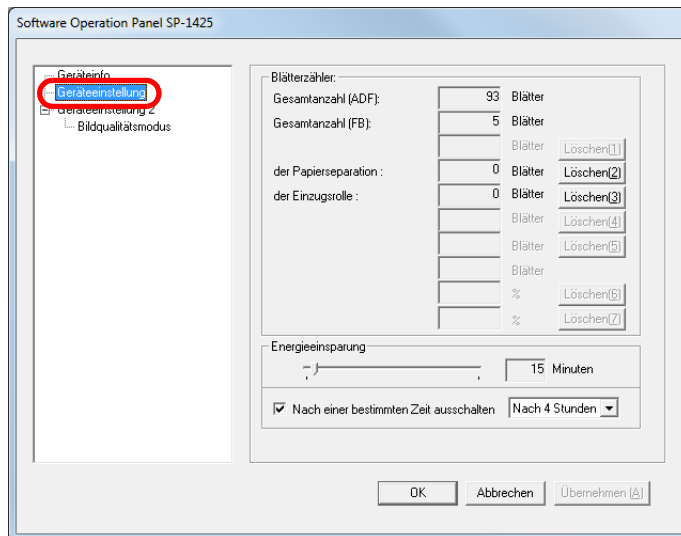 Software Operation Panel SP-1425
Geräteinfo
Geräteeinstellung
Geräteeinstellung 2
Bildqualitätsmodus
Blätterzähler:
Gesamtanzahl (ADF): 93 Blätter
Gesamtanzahl (FB): 5 Blätter
Blätter Löschen(1)
der Papierseparation : 0 Blätter Löschen(2)
der Einzugsrolle : 0 Blätter Löschen(3)
Blätter Löschen(4)
Blätter Löschen(5)
Blätter
% Löschen(6)
% Löschen(7)
Energieeinsparung
15 Minuten
Nach einer bestimmten Zeit ausschalten Nach 4 Stunden
OK Abbrechen Übernehmen (A)